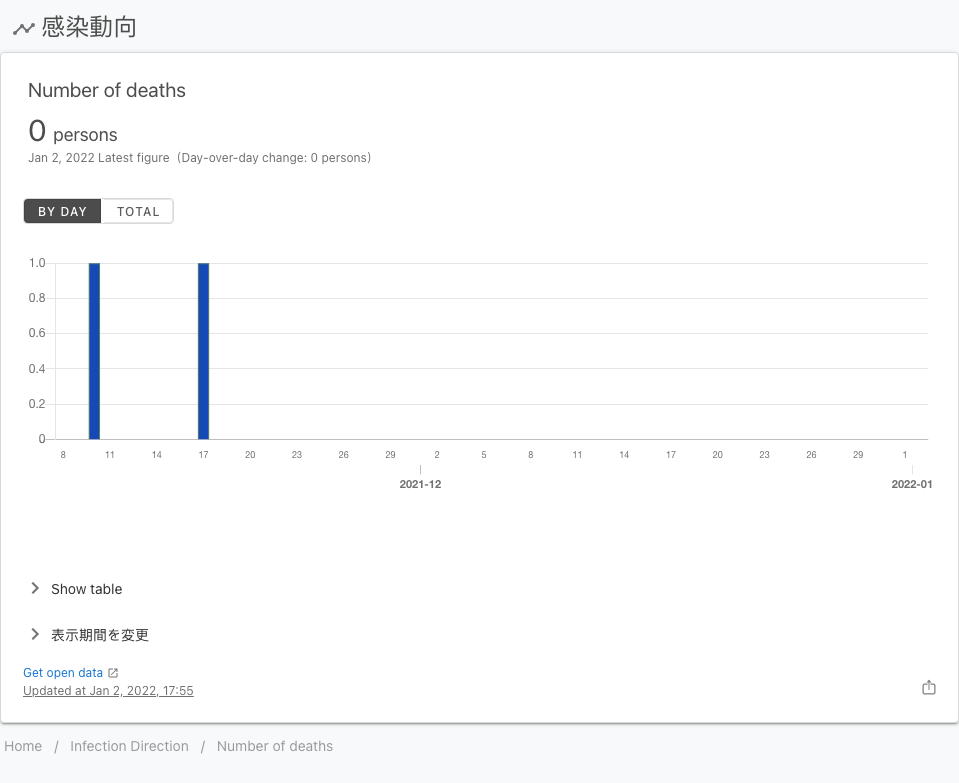 感染動向
Number of deaths
0 persons
Jan 2, 2022 Latest figure (Day-over-day change: 0 persons)
BY DAY TOTAL
1.0
0.8
0.6
0.4
0.2
0
8 11 14 17 20 23 26 29 2 5 8 11 14 17 20 23 26 29 1
2021-12 2022-01
Show table
表示期間を変更
Get open data
Updated at Jan 2, 2022, 17:55
Home / Infection Direction / Number of deaths